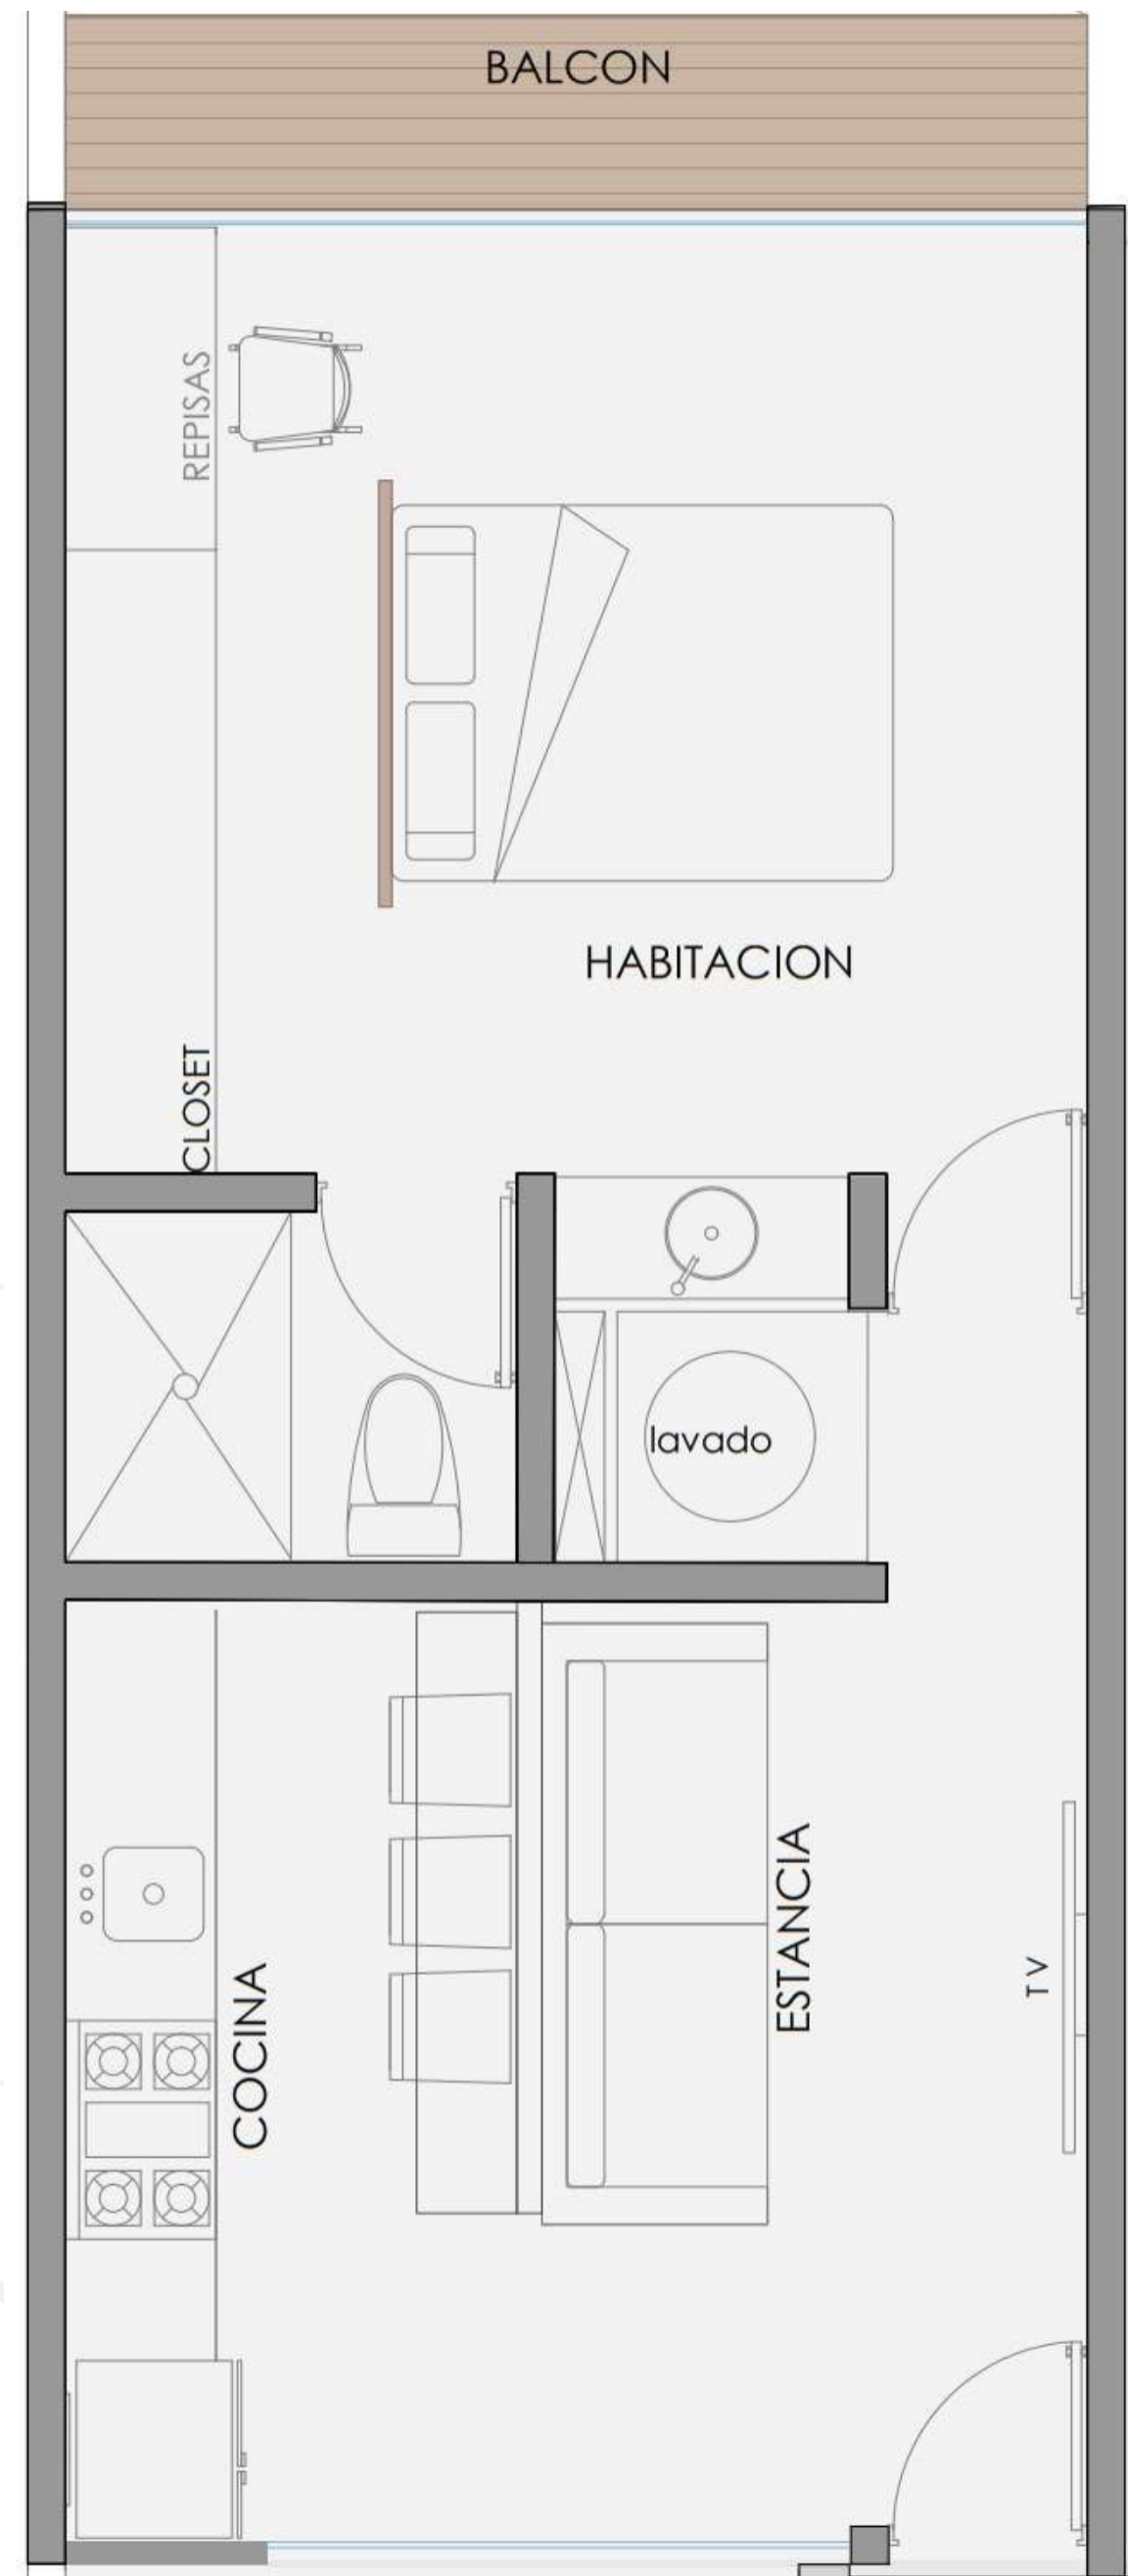 BALCON
REPISAS
HABITACION
CLOSET
lavado
ESTANCIA
COCINA
TV